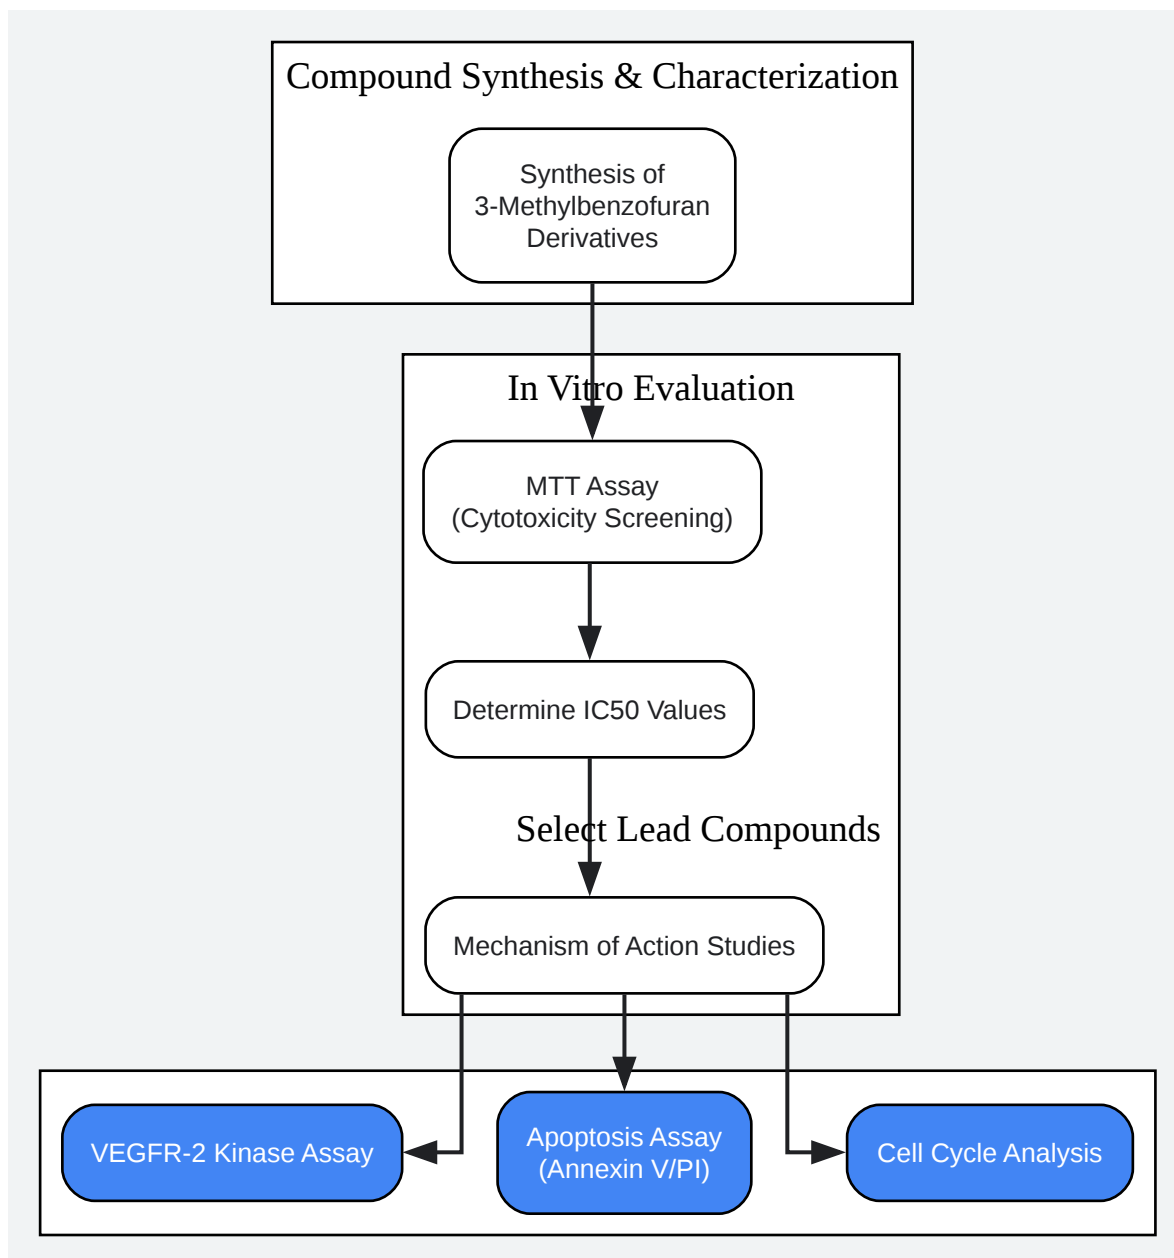 Compound Synthesis & Characterization
Synthesis of
3-Methylbenzofuran
Derivatives
In Vitro Evaluation
MTT Assay
(Cytotoxicity Screening)
Determine IC50 Values
Select Lead Compounds
Mechanism of Action Studies
VEGFR-2 Kinase Assay
Apoptosis Assay
(Annexin V/PI)
Cell Cycle Analysis